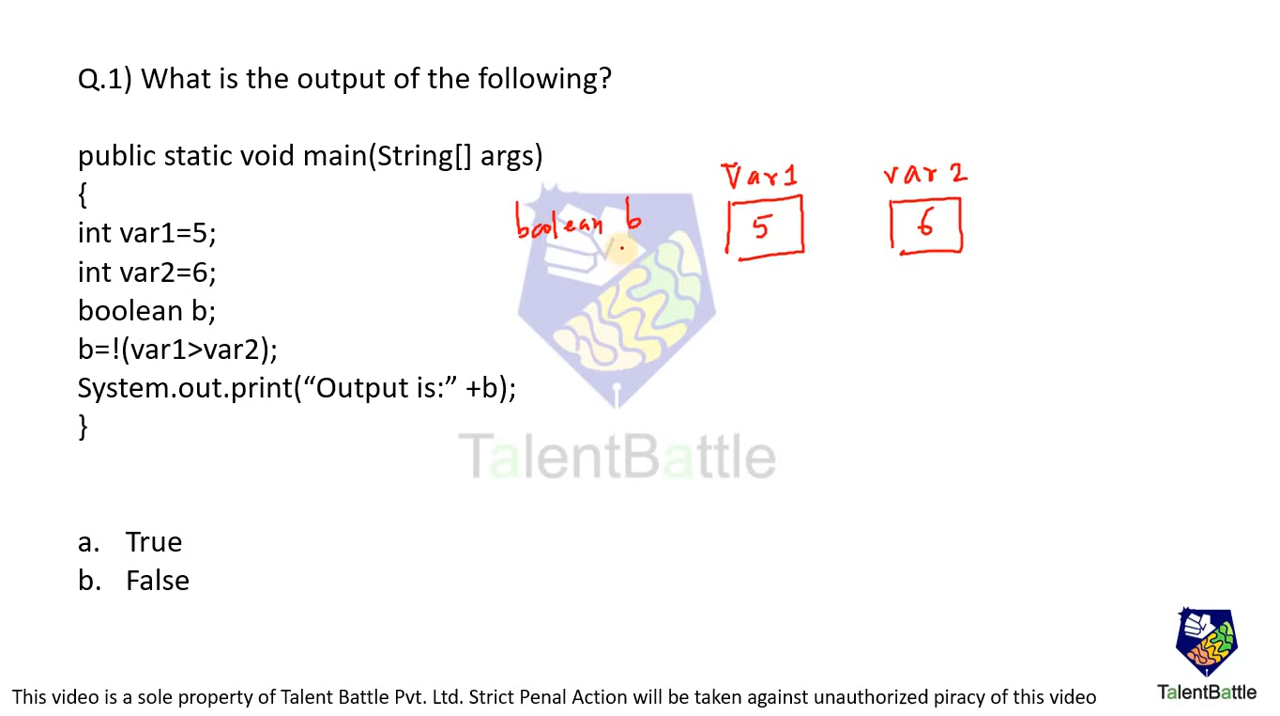 Q.1) What is the output of the following?
public static void main(String[] args)
{
int var1=5;
int var2=6;
boolean b;
b=!(var1>var2);
System.out.print(“Output is:” +b);
}
boolean b
Var1
var 2
5
6
TalentBattle
a. True
b. False
TalentBattle
This video is a sole property of Talent Battle Pvt. Ltd. Strict Penal Action will be taken against unauthorized piracy of this video